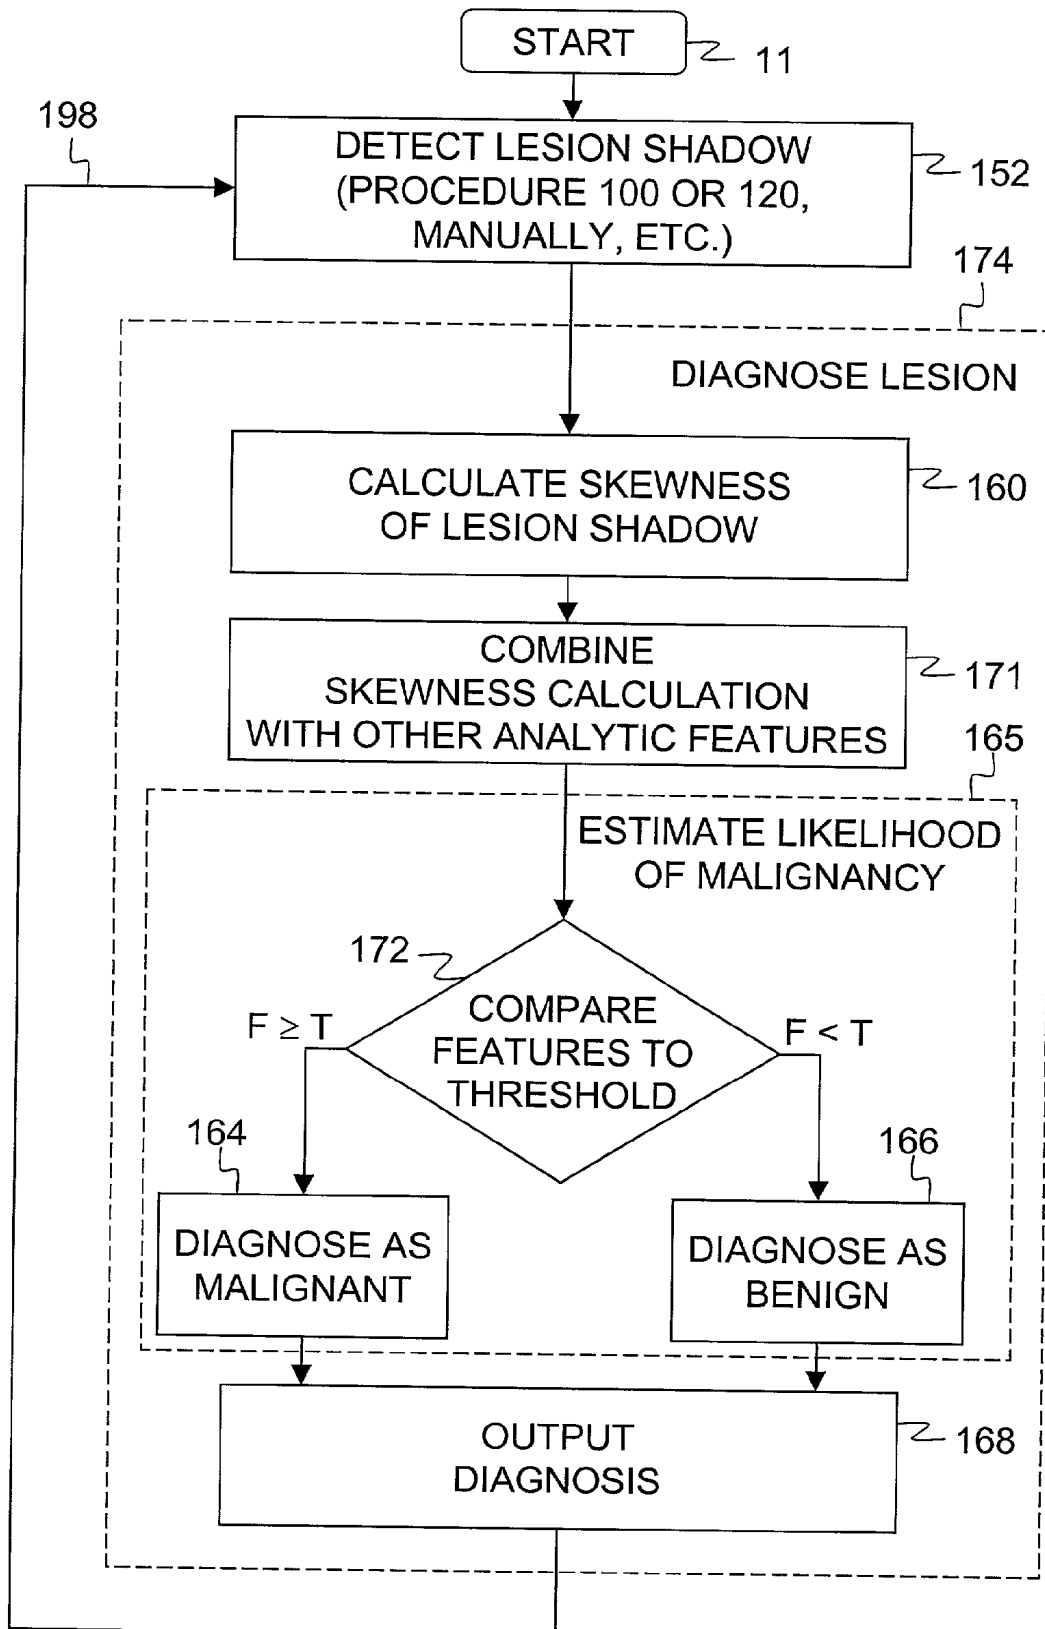 START
11
198
DETECT LESION SHADOW
(PROCEDURE 100 OR 120,
MANUALLY, ETC.)
152
174
DIAGNOSE LESION
CALCULATE SKEWNESS
OF LESION SHADOW
160
COMBINE
SKEWNESS CALCULATION
WITH OTHER ANALYTIC FEATURES
171
165
ESTIMATE LIKELIHOOD
OF MALIGNANCY
172
COMPARE
FEATURES TO
THRESHOLD
F ≥ T
F < T
164
166
DIAGNOSE AS
MALIGNANT
DIAGNOSE AS
BENIGN
OUTPUT
DIAGNOSIS
168